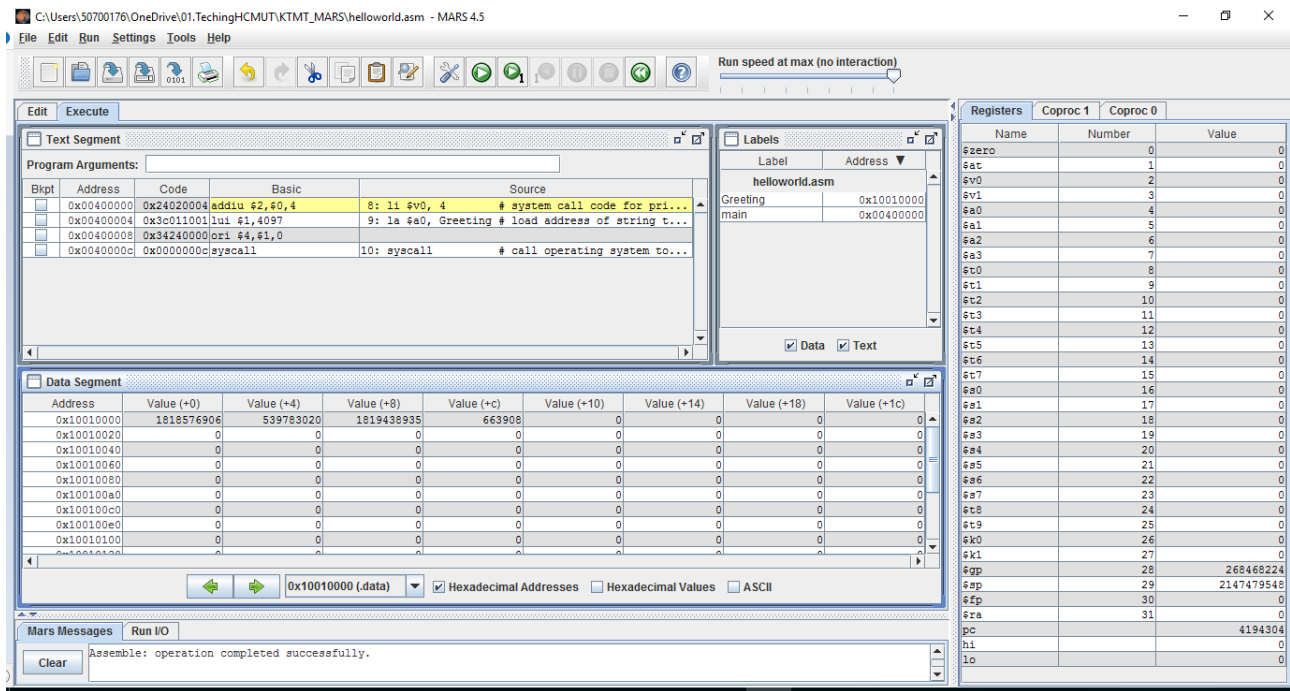 C:\Users\50700176\OneDrive\01.TechingHCMUT\KTMT_MARS\helloworld.asm - MARS 4.5
File Edit Run Settings Tools Help
Run speed at max (no interaction)
Edit Execute
Text Segment
Program Arguments:
Bkpt Address Code Basic Source
0x00400000 0x24020004 addiu $2,$0,4 8: li $v0, 4 # system call code for pri...
0x00400004 0x3c011001 lui $1,4097 9: la $a0, Greeting # load address of string t...
0x00400008 0x34240000 ori $4,$1,0
0x0040000c 0x0000000c syscall 10: syscall # call operating system to...
Labels
Label Address ▼
helloworld.asm
Greeting 0x10010000
main 0x00400000
Data Text
Data Segment
Address Value (+0) Value (+4) Value (+8) Value (+c) Value (+10) Value (+14) Value (+18) Value (+1c)
0x10010000 1818576906 539783020 1819438935 663908 0 0 0 0
0x10010020 0 0 0 0 0 0 0 0
0x10010040 0 0 0 0 0 0 0 0
0x10010060 0 0 0 0 0 0 0 0
0x10010080 0 0 0 0 0 0 0 0
0x100100a0 0 0 0 0 0 0 0 0
0x100100c0 0 0 0 0 0 0 0 0
0x100100e0 0 0 0 0 0 0 0 0
0x10010100 0 0 0 0 0 0 0 0
0x10010000 (.data) Hexadecimal Addresses Hexadecimal Values ASCII
Mars Messages Run I/O
Assemble: operation completed successfully.
Clear
Registers Coproc 1 Coproc 0
Name Number Value
$zero 0 0
$at 1 0
$v0 2 0
$v1 3 0
$a0 4 0
$a1 5 0
$a2 6 0
$a3 7 0
$t0 8 0
$t1 9 0
$t2 10 0
$t3 11 0
$t4 12 0
$t5 13 0
$t6 14 0
$t7 15 0
$s0 16 0
$s1 17 0
$s2 18 0
$s3 19 0
$s4 20 0
$s5 21 0
$s6 22 0
$s7 23 0
$t8 24 0
$t9 25 0
$k0 26 0
$k1 27 0
$gp 28 268468224
$sp 29 2147479548
$fp 30 0
$ra 31 0
pc 4194304
hi 0
lo 0